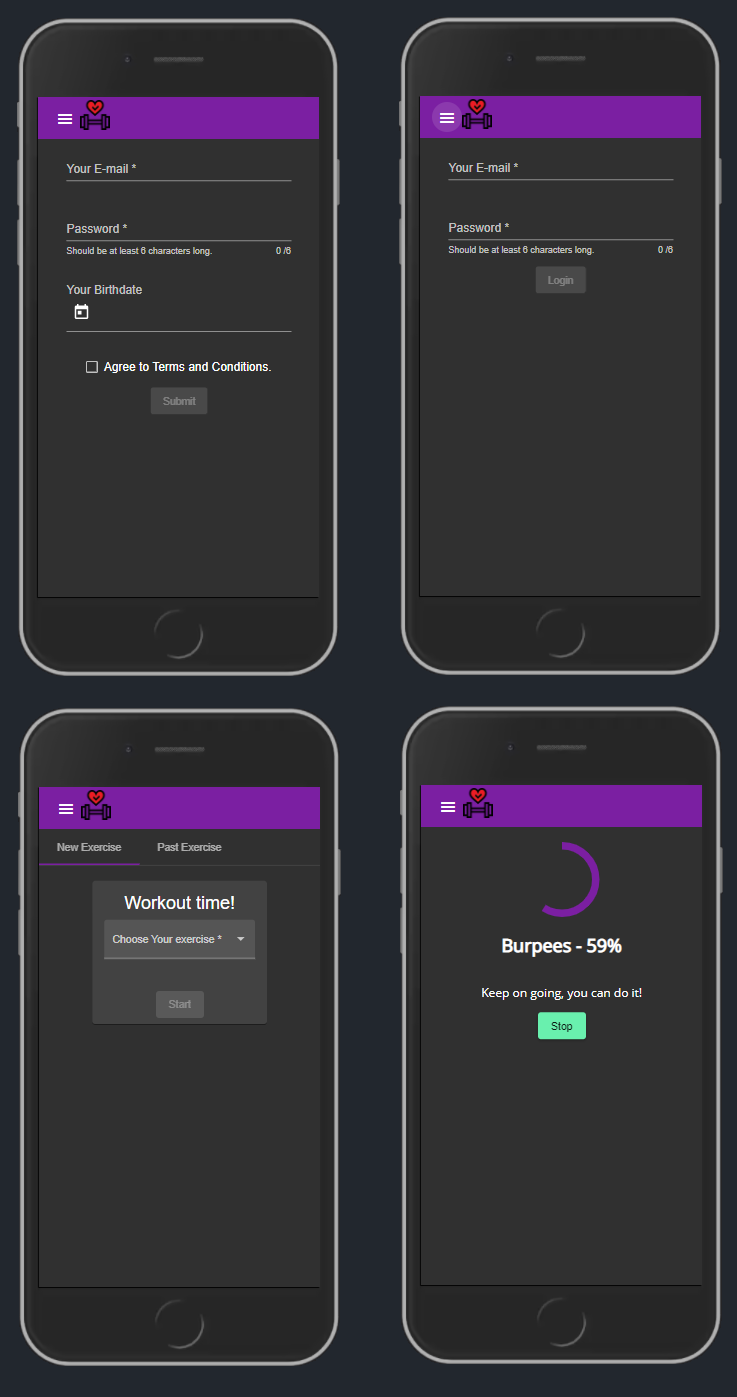 Your E-mail *
Password *
Should be at least 6 characters long. 0 /6
Your Birthdate
Agree to Terms and Conditions.
Submit
Your E-mail *
Password *
Should be at least 6 characters long. 0 /6
Login
New Exercise Past Exercise
Workout time!
Choose Your exercise *
Start
Burpees - 59%
Keep on going, you can do it!
Stop